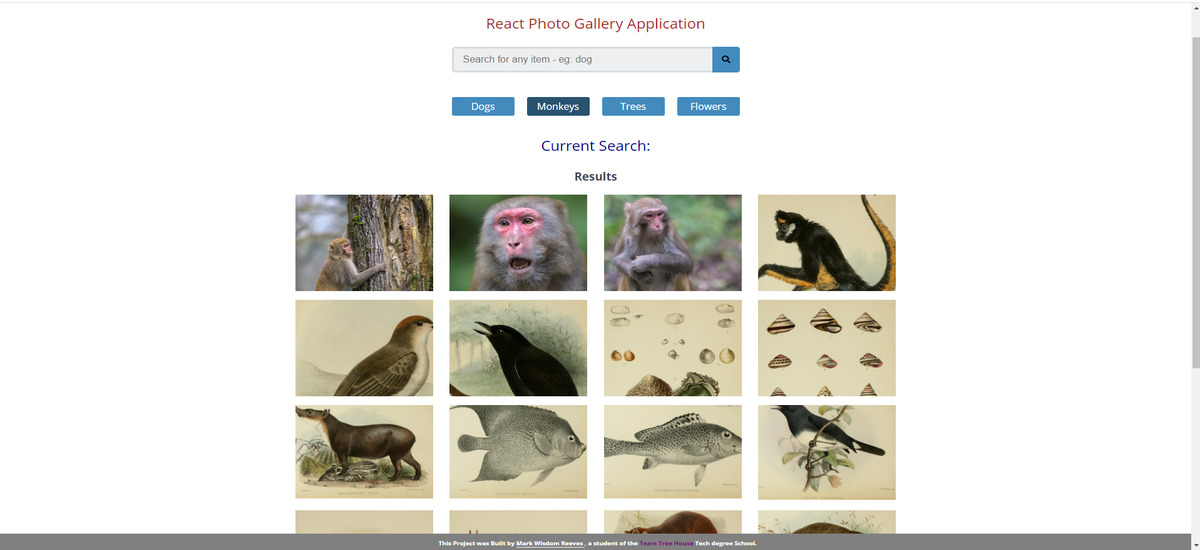 React Photo Gallery Application
Search for any item - eg: dog
Dogs
Monkeys
Trees
Flowers
Current Search:
Results
This Project was Built by Mark Wisdom Reeves , a student of the Team Tree House Tech degree School.